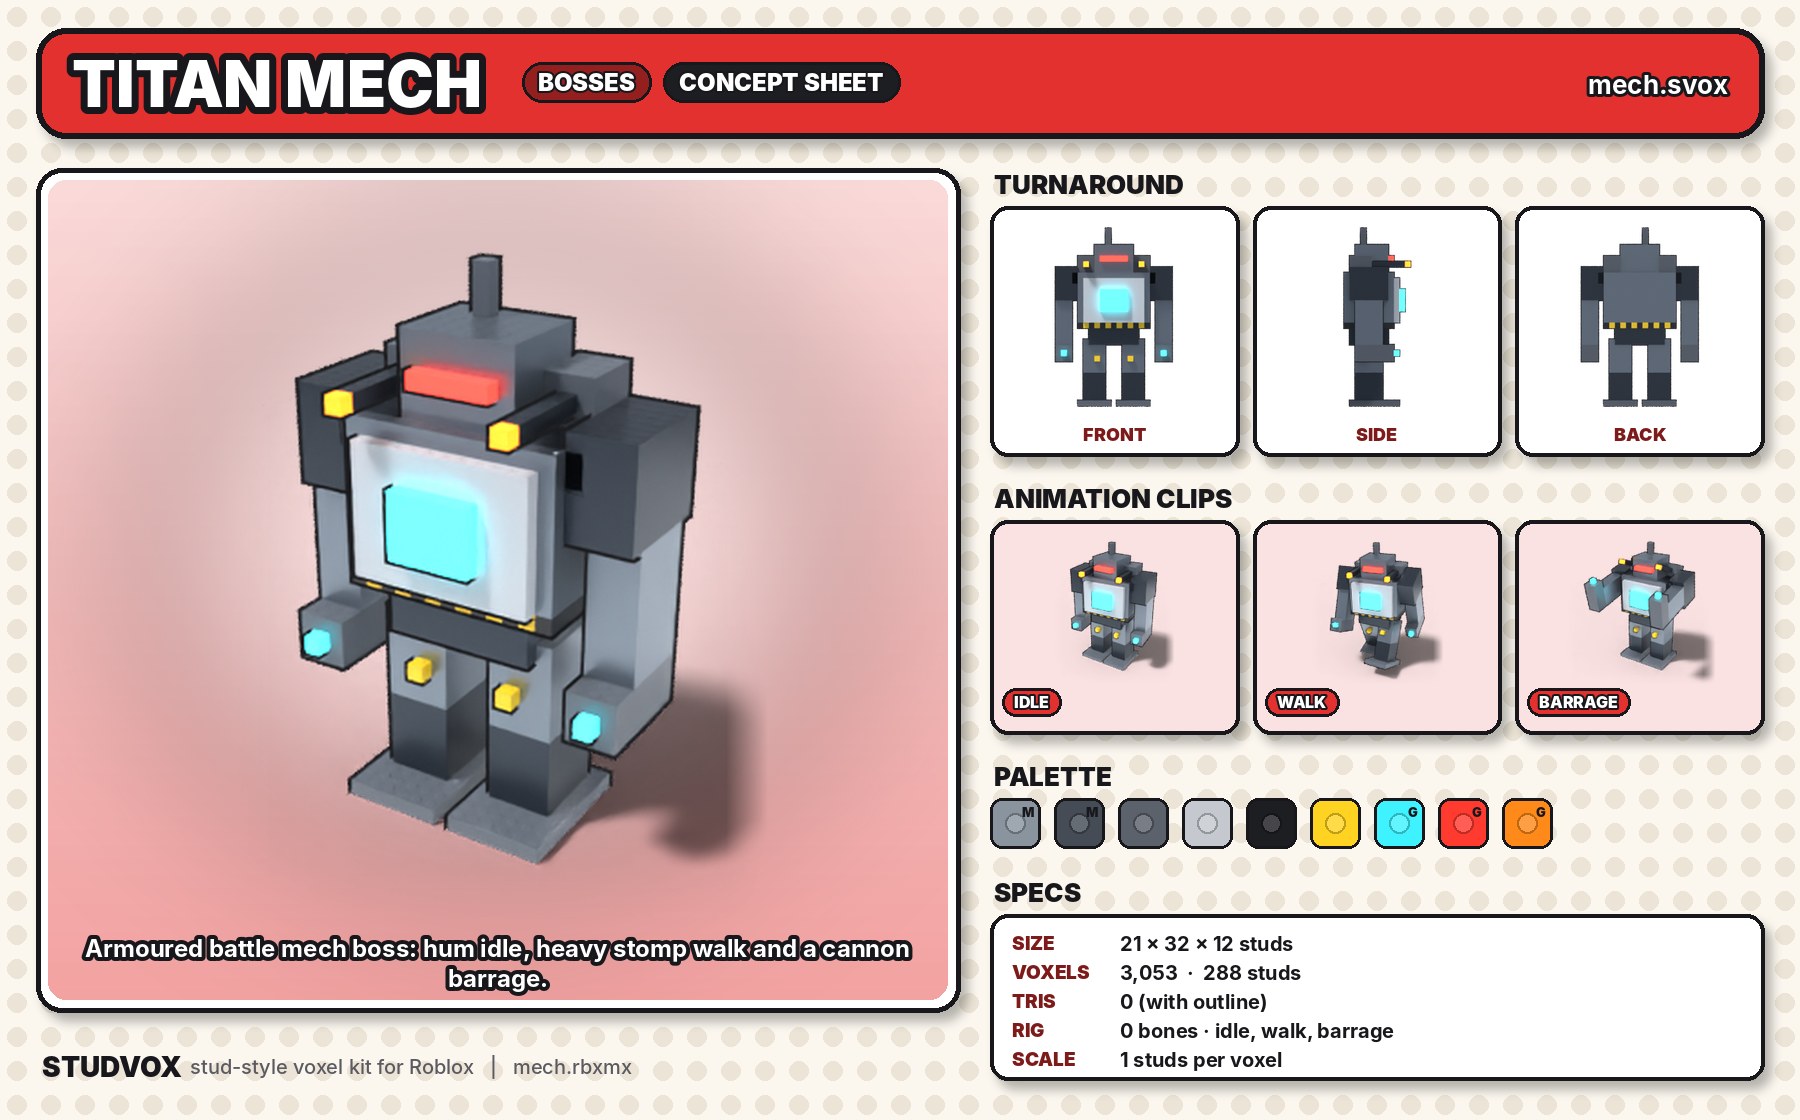 TITAN MECH
BOSSES
CONCEPT SHEET
mech.svox
Armoured battle mech boss: hum idle, heavy stomp walk and a cannon
barrage.
STUDVOX stud-style voxel kit for Roblox | mech.rbxmx
TURNAROUND
FRONT
SIDE
BACK
ANIMATION CLIPS
IDLE
WALK
BARRAGE
PALETTE
M
M
G
G
G
SPECS
SIZE 21 × 32 × 12 studs
VOXELS 3,053 · 288 studs
TRIS 0 (with outline)
RIG 0 bones · idle, walk, barrage
SCALE 1 studs per voxel